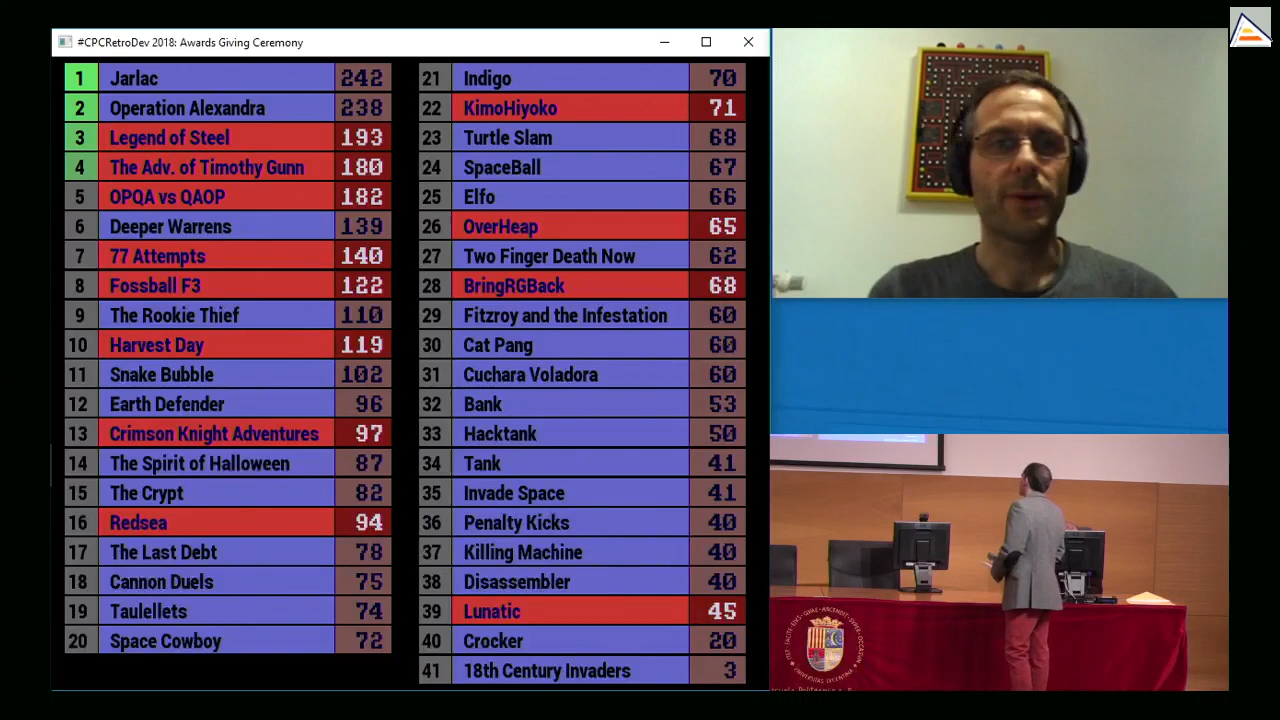 #CPCRetroDev 2018: Awards Giving Ceremony
1 Jarlac 242
2 Operation Alexandra 238
3 Legend of Steel 193
4 The Adv. of Timothy Gunn 180
5 OPQA vs QAOP 182
6 Deeper Warrens 139
7 77 Attempts 140
8 Fossball F3 122
9 The Rookie Thief 110
10 Harvest Day 119
11 Snake Bubble 102
12 Earth Defender 96
13 Crimson Knight Adventures 97
14 The Spirit of Halloween 87
15 The Crypt 82
16 Redsea 94
17 The Last Debt 78
18 Cannon Duels 75
19 Taulellets 74
20 Space Cowboy 72
21 Indigo 70
22 KimoHiyoko 71
23 Turtle Slam 68
24 SpaceBall 67
25 Elfo 66
26 OverHeap 65
27 Two Finger Death Now 62
28 BringRGBack 68
29 Fitzroy and the Infestation 60
30 Cat Pang 60
31 Cuchara Voladora 60
32 Bank 53
33 Hacktank 50
34 Tank 41
35 Invade Space 41
36 Penalty Kicks 40
37 Killing Machine 40
38 Disassembler 40
39 Lunatic 45
40 Crocker 20
41 18th Century Invaders 3